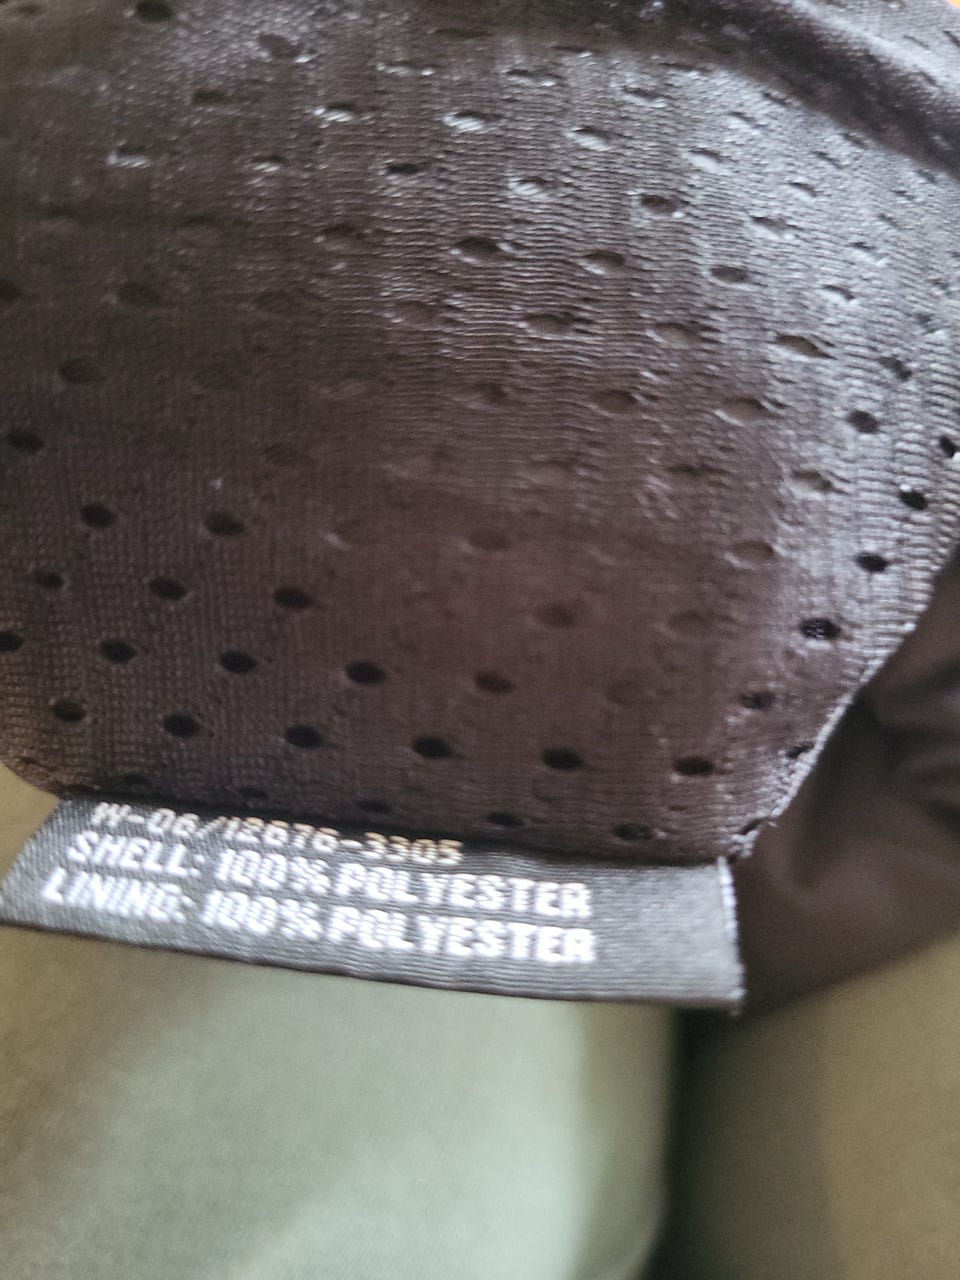 SHELL: 100% POLYESTER
LINING: 100% POLYESTER